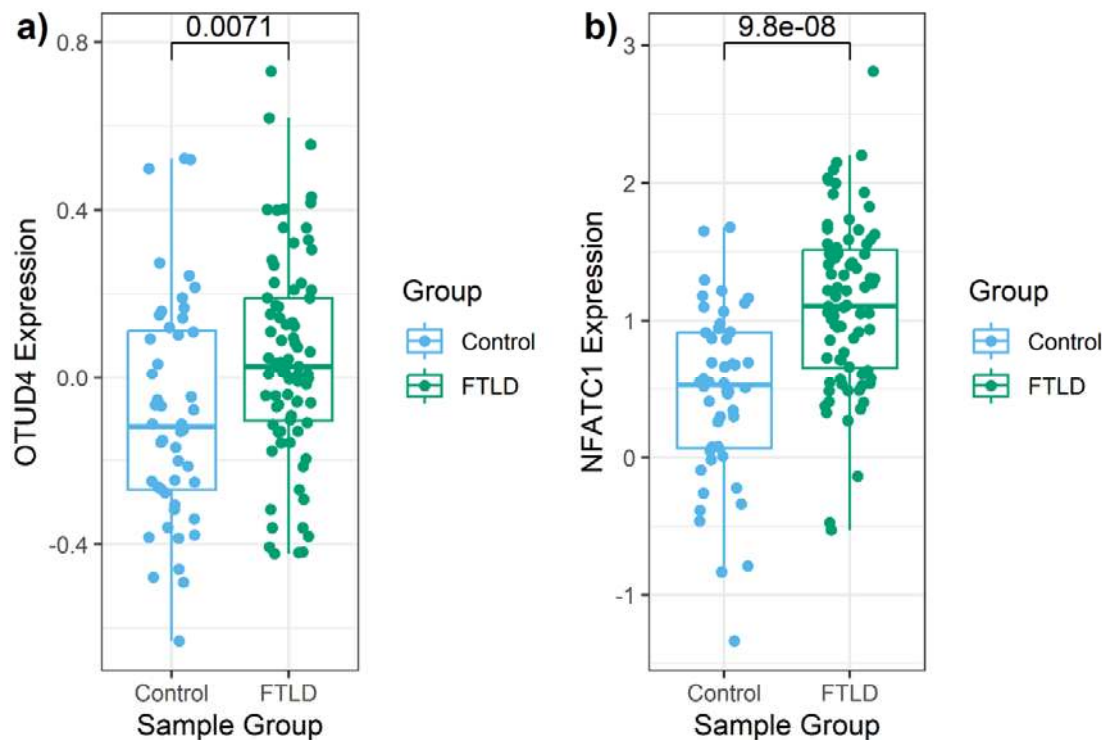 a)
0.0071
0.8
0.4
0.0
-0.4
OTUD4 Expression
Control
FTLD
Sample Group
Group
Control
FTLD
b)
9.8e-08
3
2
1
0
-1
NFATC1 Expression
Control
FTLD
Sample Group
Group
Control
FTLD